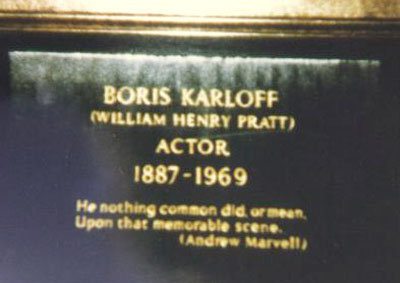 BORIS KARLOFF
(WILLIAM HENRY PRATT)
ACTOR
1887-1969
He nothing common did, or mean,
Upon that memorable scene.
(Andrew Marvell)